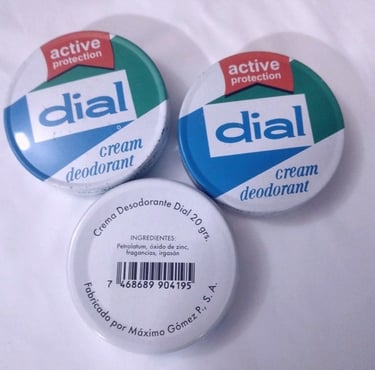 active
protection
dial
cream
deodorant
active
protection
dial
cream
deodorant
Crema Desodorante Dial 20 grs.
INGREDIENTES:
Petrolatum, óxido de zinc,
fragancias, irgasón
7 468689 904195
Fabricado por Máximo Gómez P., S. A.